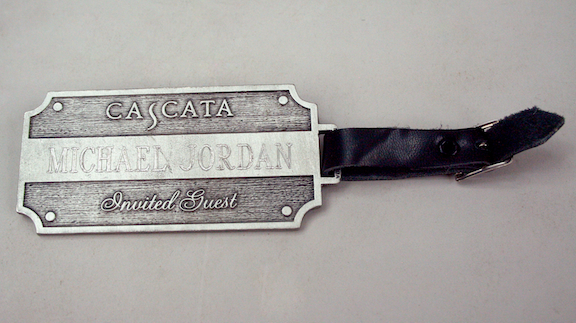 CASCATA
MICHAEL JORDAN
Invited Guest